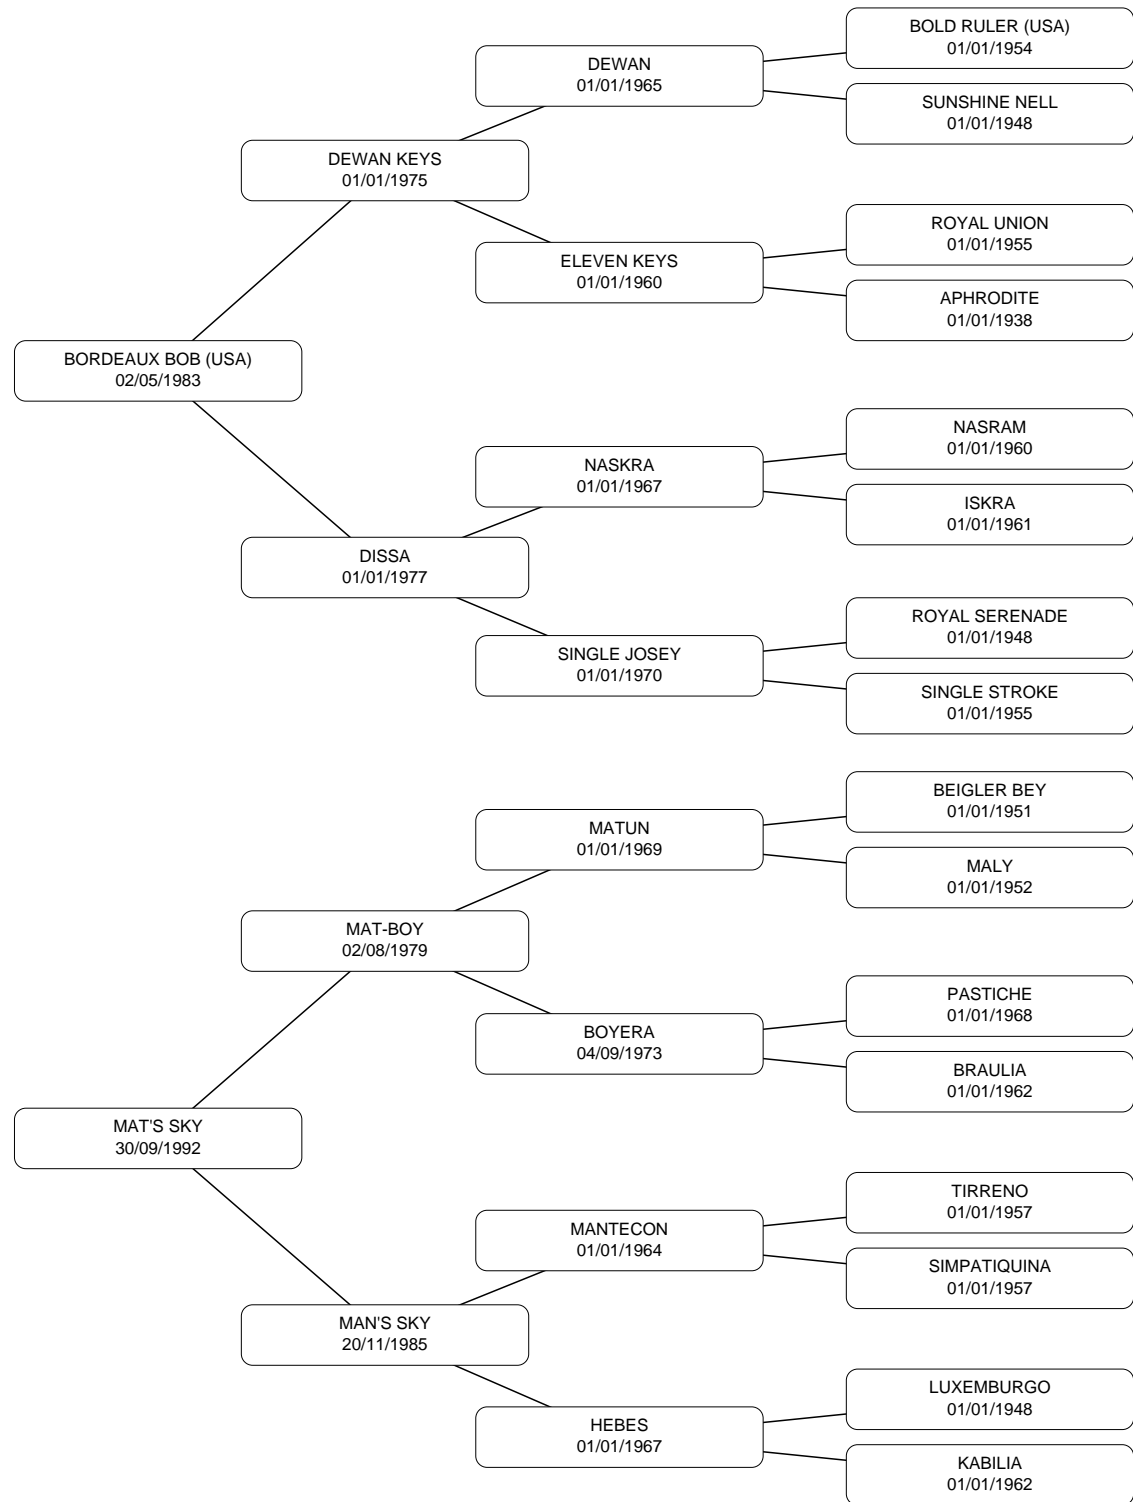 BOLD RULER (USA)
01/01/1954
DEWAN
01/01/1965
SUNSHINE NELL
01/01/1948
DEWAN KEYS
01/01/1975
ROYAL UNION
01/01/1955
ELEVEN KEYS
01/01/1960
APHRODITE
01/01/1938
BORDEAUX BOB (USA)
02/05/1983
NASRAM
01/01/1960
NASKRA
01/01/1967
ISKRA
01/01/1961
DISSA
01/01/1977
ROYAL SERENADE
01/01/1948
SINGLE JOSEY
01/01/1970
SINGLE STROKE
01/01/1955
BEIGLER BEY
01/01/1951
MATUN
01/01/1969
MALY
01/01/1952
MAT-BOY
02/08/1979
PASTICHE
01/01/1968
BOYERA
04/09/1973
BRAULIA
01/01/1962
MAT'S SKY
30/09/1992
TIRRENO
01/01/1957
MANTECON
01/01/1964
SIMPATIQUINA
01/01/1957
MAN'S SKY
20/11/1985
LUXEMBURGO
01/01/1948
HEBES
01/01/1967
KABILIA
01/01/1962